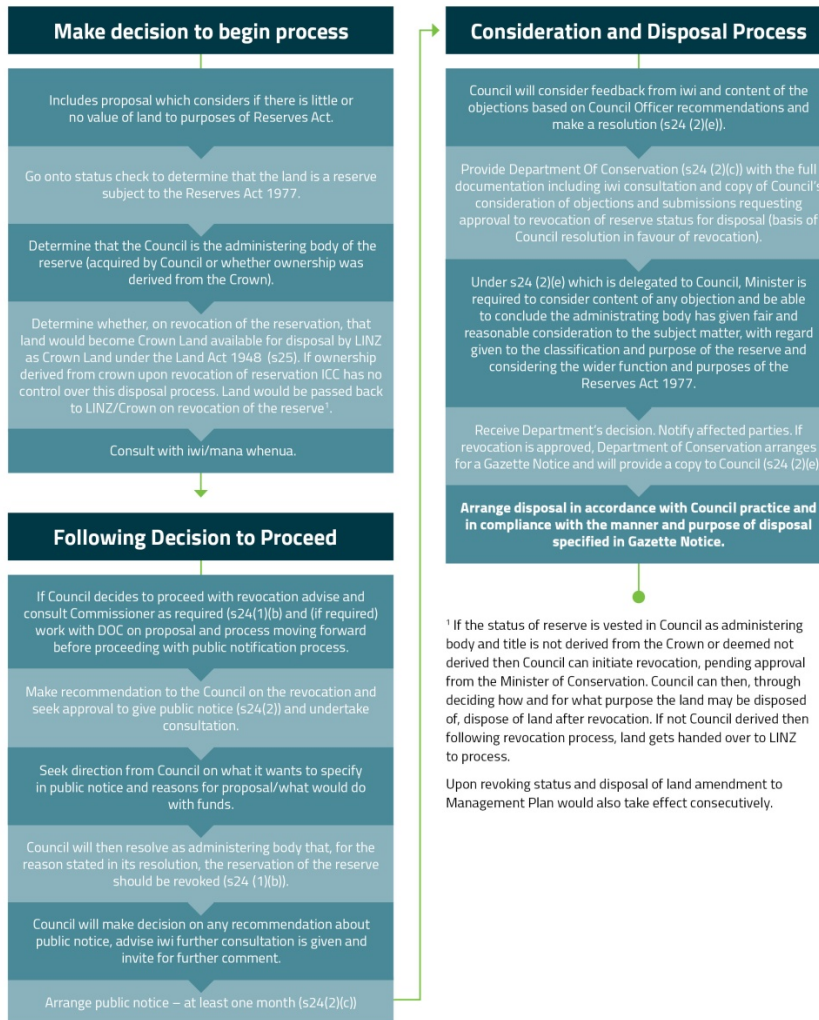 Make decision to begin process
Includes proposal which considers if there is little or
no value of land to purposes of Reserves Act.
Go onto status check to determine that the land is a reserve
subject to the Reserves Act 1977.
Determine that the Council is the administering body of the
reserve (acquired by Council or whether ownership was
derived from the Crown).
Determine whether, on revocation of the reservation, that
land would become Crown Land available for disposal by LINZ
as Crown Land under the Land Act 1948 (s25). If ownership
derived from crown upon revocation of reservation ICC has no
control over this disposal process. Land would be passed back
to LINZ/Crown on revocation of the reserve¹.
Consult with iwi/mana whenua.
Following Decision to Proceed
If Council decides to proceed with revocation advise and
consult Commissioner as required (s24(1)(b) and (if required)
work with DOC on proposal and process moving forward
before proceeding with public notification process.
Make recommendation to the Council on the revocation and
seek approval to give public notice (s24(2)) and undertake
consultation.
Seek direction from Council on what it wants to specify
in public notice and reasons for proposal/what would do
with funds.
Council will then resolve as administering body that, for the
reason stated in its resolution, the reservation of the reserve
should be revoked (s24 (1)(b)).
Council will make decision on any recommendation about
public notice, advise iwi further consultation is given and
invite for further comment.
Arrange public notice – at least one month (s24(2)(c))
Consideration and Disposal Process
Council will consider feedback from iwi and content of the
objections based on Council Officer recommendations and
make a resolution (s24 (2)(e)).
Provide Department Of Conservation (s24 (2)(c)) with the full
documentation including iwi consultation and copy of Council's
consideration of objections and submissions requesting
approval to revocation of reserve status for disposal (basis of
Council resolution in favour of revocation).
Under s24 (2)(e) which is delegated to Council, Minister is
required to consider content of any objection and be able
to conclude the administrating body has given fair and
reasonable consideration to the subject matter, with regard
given to the classification and purpose of the reserve and
considering the wider function and purposes of the
Reserves Act 1977.
Receive Department's decision. Notify affected parties. If
revocation is approved, Department of Conservation arranges
for a Gazette Notice and will provide a copy to Council (s24 (2)(e)
Arrange disposal in accordance with Council practice and
in compliance with the manner and purpose of disposal
specified in Gazette Notice.
¹ If the status of reserve is vested in Council as administering
body and title is not derived from the Crown or deemed not
derived then Council can initiate revocation, pending approval
from the Minister of Conservation. Council can then, through
deciding how and for what purpose the land may be disposed
of, dispose of land after revocation. If not Council derived then
following revocation process, land gets handed over to LINZ
to process.
Upon revoking status and disposal of land amendment to
Management Plan would also take effect consecutively.